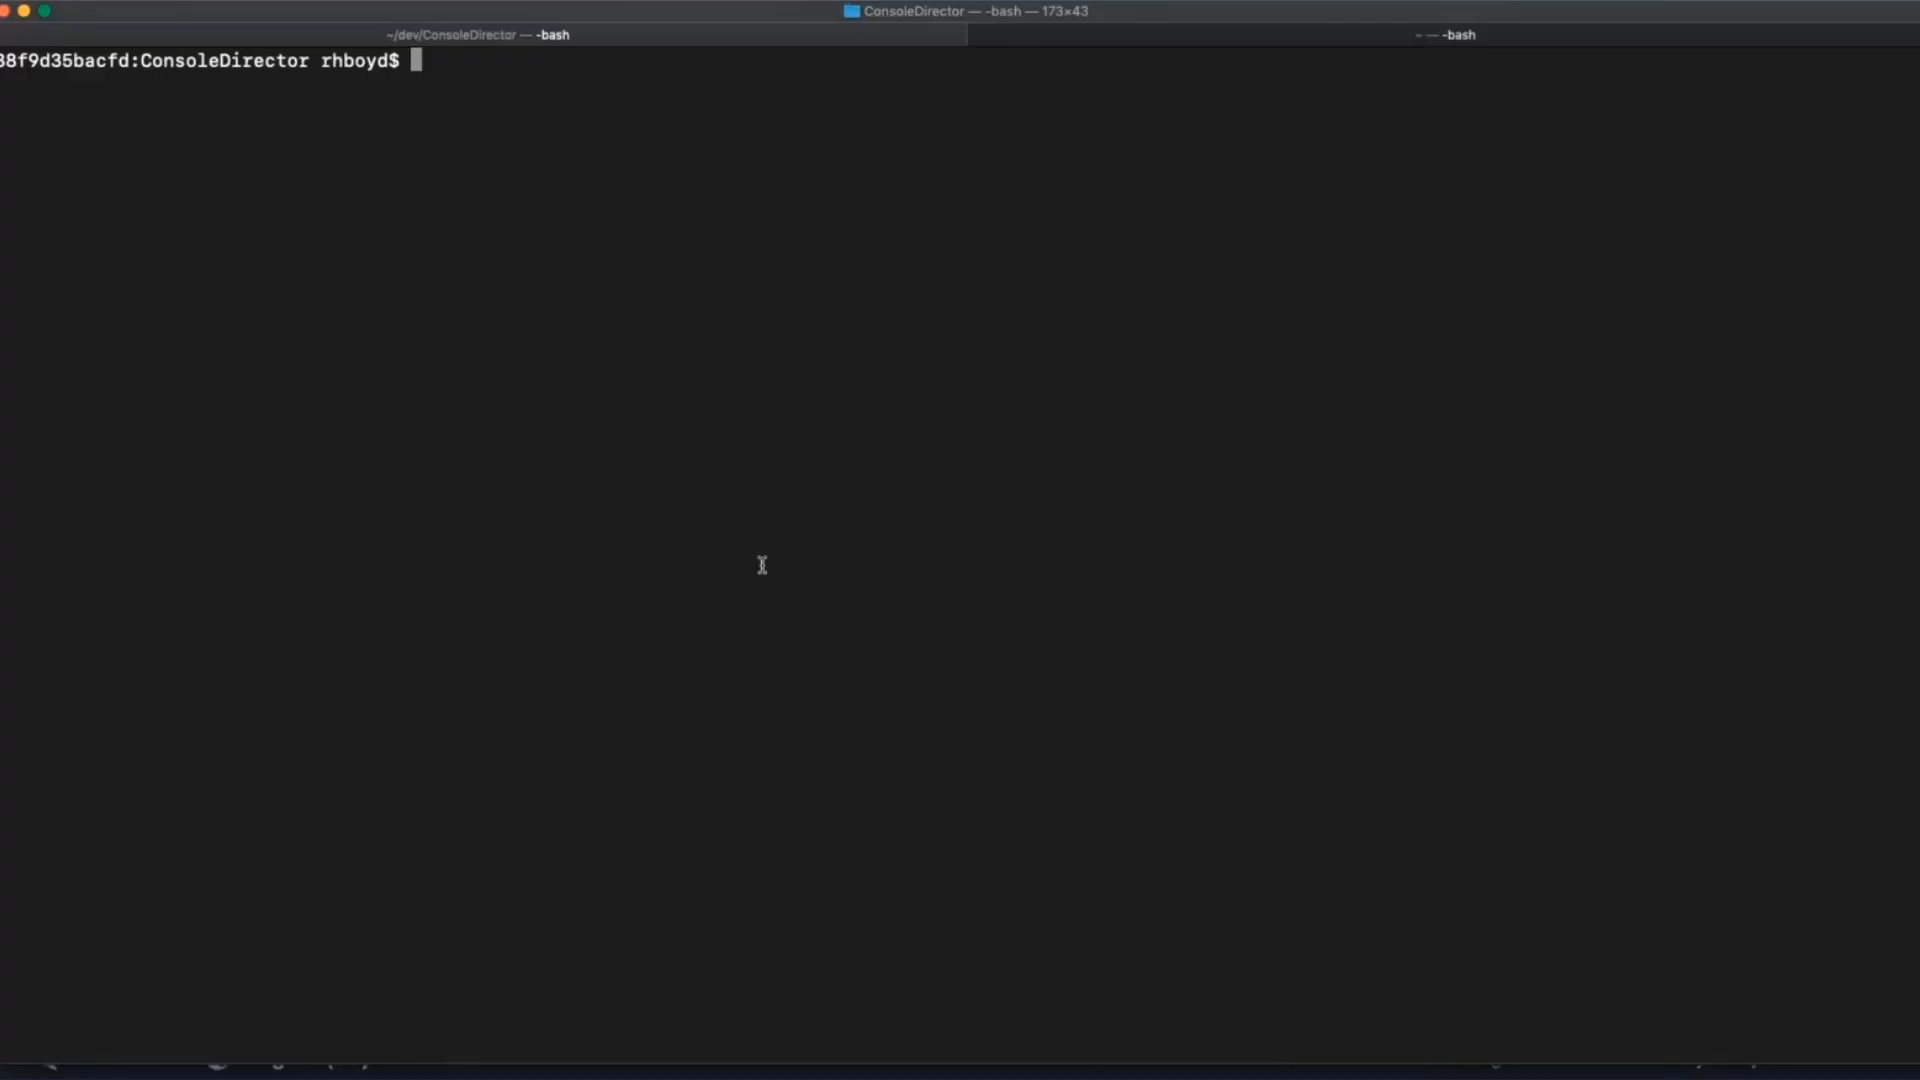 ConsoleDirector — -bash — 173×43
~/dev/ConsoleDirector — -bash
~ — -bash
38f9d35bacfd:ConsoleDirector rhboyd$